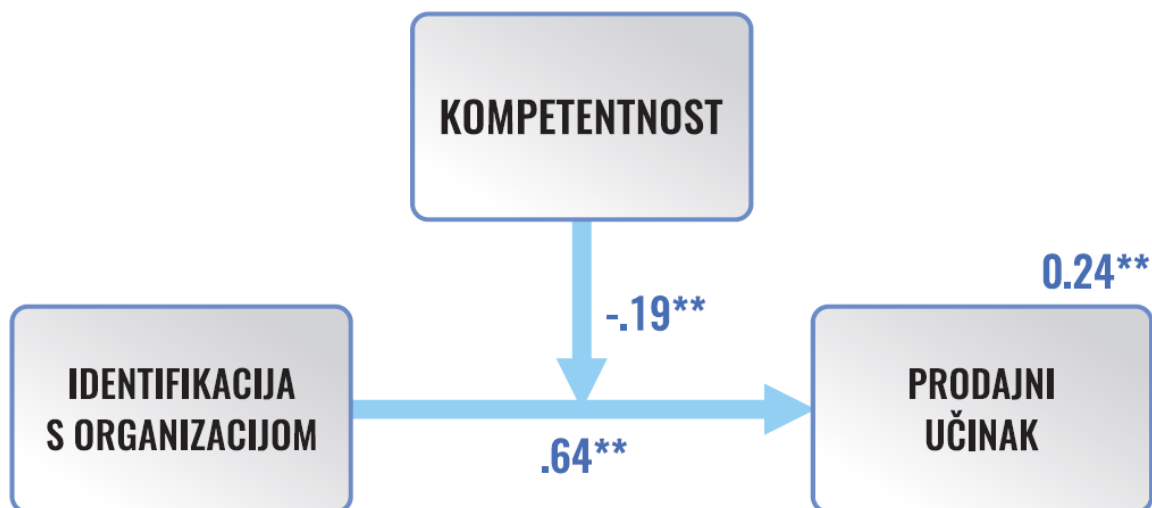 KOMPETENTNOST
0.24**
-.19**
IDENTIFIKACIJA
S ORGANIZACIJOM
PRODAJNI
UČINAK
.64**